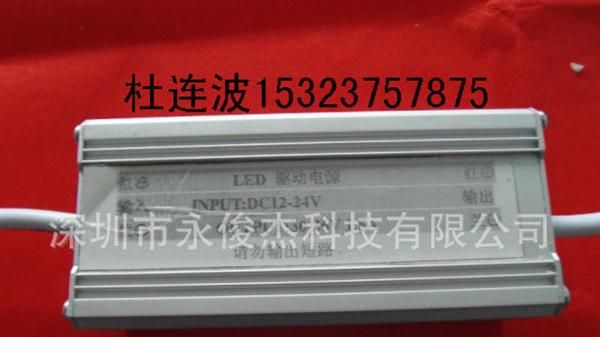 杜连波15323757875
红⊕ LED 驱动电源 红⊕
输入 INPUT:DC12-24V 输出
深圳市永俊杰科技有限公司
请勿输出短路